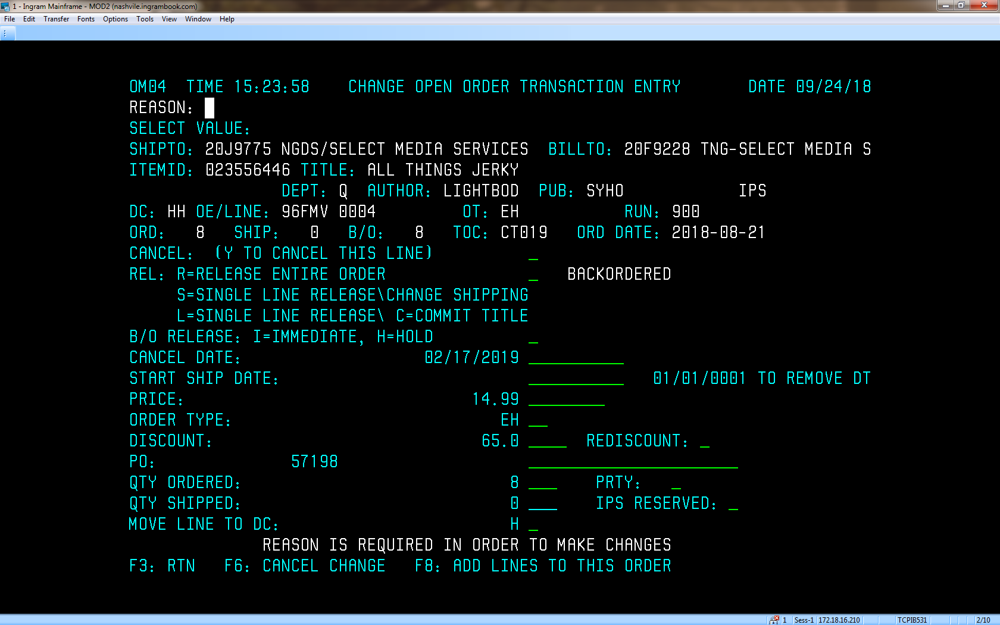 1 - Ingram Mainframe - MOD2 (nashvile.ingrambook.com)
File Edit Transfer Fonts Options Tools View Window Help
OM04 TIME 15:23:58 CHANGE OPEN ORDER TRANSACTION ENTRY DATE 09/24/18
REASON:
SELECT VALUE:
SHIPTO: 20J9775 NGDS/SELECT MEDIA SERVICES BILLTO: 20F9228 TNG-SELECT MEDIA S
ITEMID: 023556446 TITLE: ALL THINGS JERKY
DEPT: Q AUTHOR: LIGHTBOD PUB: SYHO IPS
DC: HH OE/LINE: 96FMV 0004 OT: EH RUN: 900
ORD: 8 SHIP: 0 B/O: 8 TOC: CT019 ORD DATE: 2018-08-21
CANCEL: (Y TO CANCEL THIS LINE) _
REL: R=RELEASE ENTIRE ORDER _ BACKORDERED
S=SINGLE LINE RELEASE\CHANGE SHIPPING
L=SINGLE LINE RELEASE\ C=COMMIT TITLE
B/O RELEASE: I=IMMEDIATE, H=HOLD _
CANCEL DATE: 02/17/2019 __________
START SHIP DATE: __________ 01/01/0001 TO REMOVE DT
PRICE: 14.99 ________
ORDER TYPE: EH __
DISCOUNT: 65.0 ____ REDISCOUNT: _
PO: 57198 ______________________
QTY ORDERED: 8 ___ PRTY: _
QTY SHIPPED: 0 ___ IPS RESERVED: _
MOVE LINE TO DC: H _
REASON IS REQUIRED IN ORDER TO MAKE CHANGES
F3: RTN F6: CANCEL CHANGE F8: ADD LINES TO THIS ORDER
1 Sess-1 172.18.16.210 TCPIB531 2/10